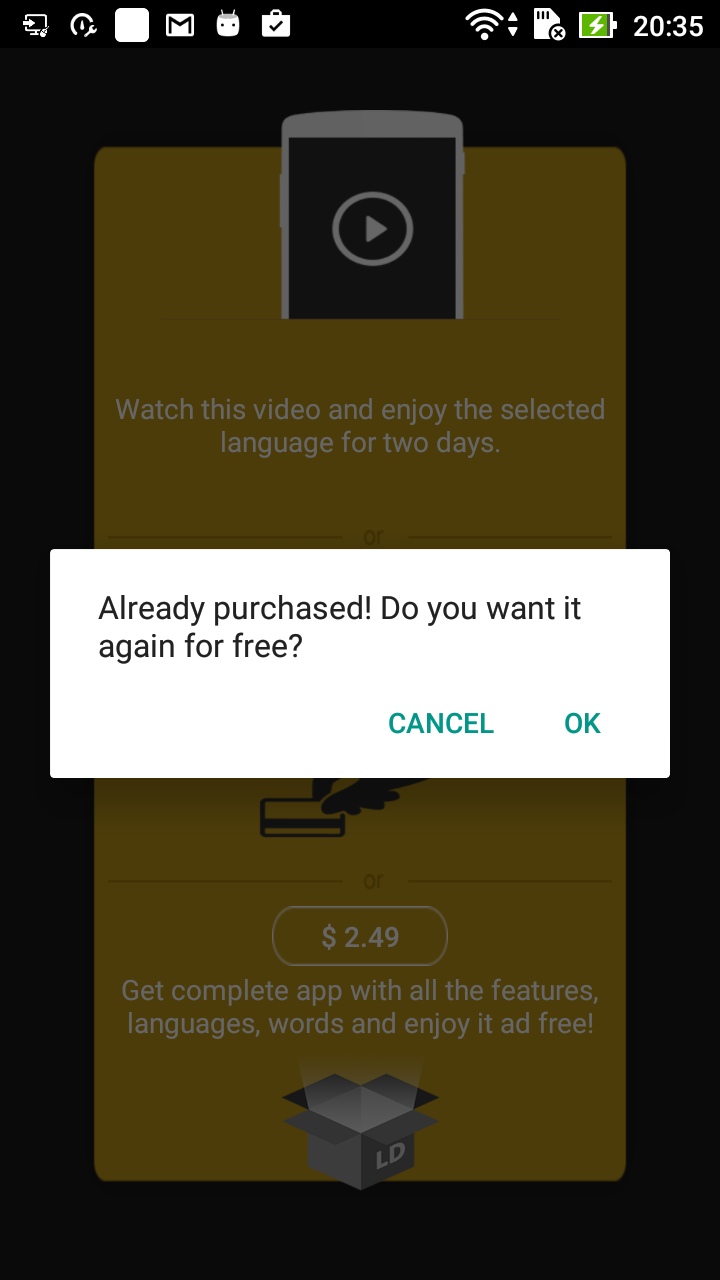 20:35
Watch this video and enjoy the selected
language for two days.
or
Already purchased! Do you want it
again for free?
CANCEL OK
or
$ 2.49
Get complete app with all the features,
languages, words and enjoy it ad free!
LD